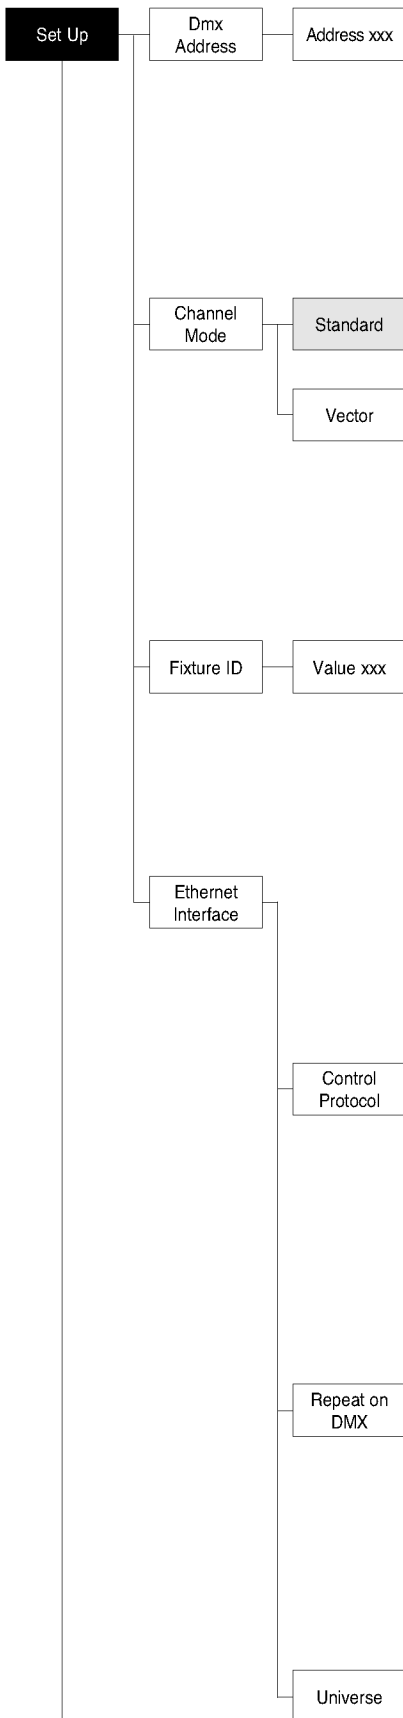 Set Up
Dmx
Address
Address xxx
Channel
Mode
Standard
Vector
Fixture ID
Value xxx
Ethernet
Interface
Control
Protocol
Repeat on
DMX
Universe